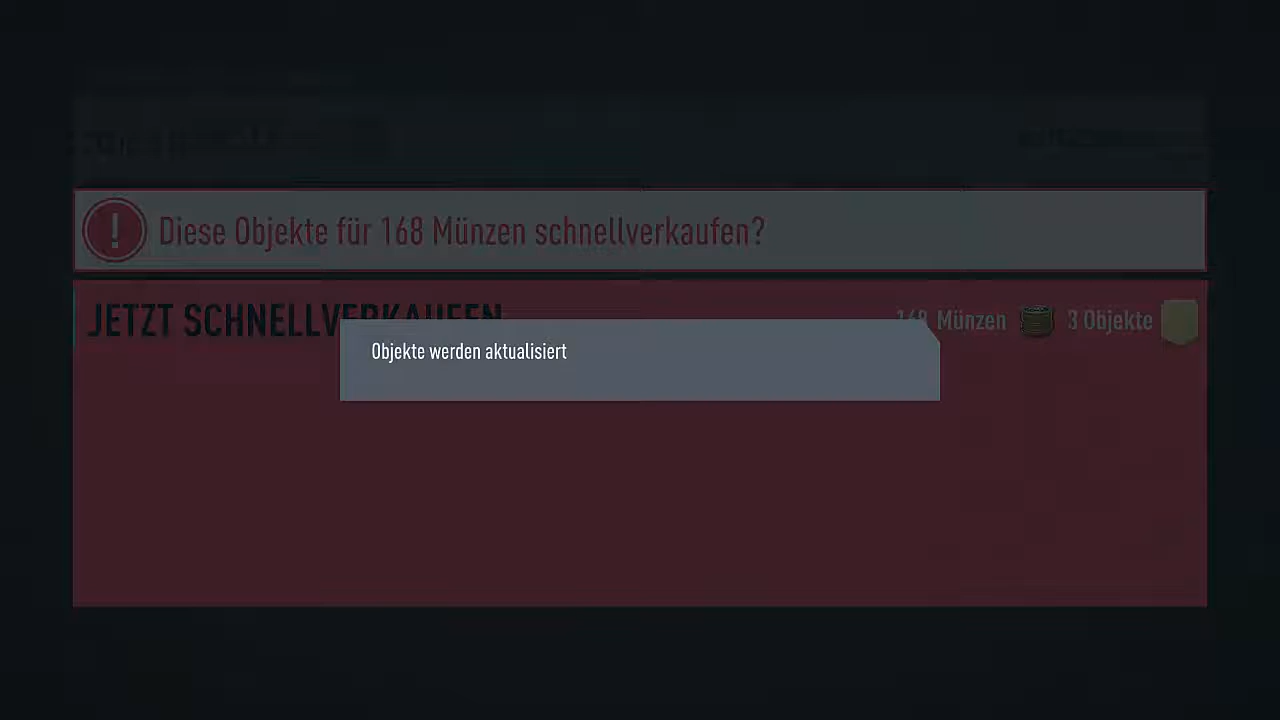 Diese Objekte für 168 Münzen schnellverkaufen?
JETZT SCHNELLVERKAUFEN
168 Münzen 3 Objekte
Objekte werden aktualisiert